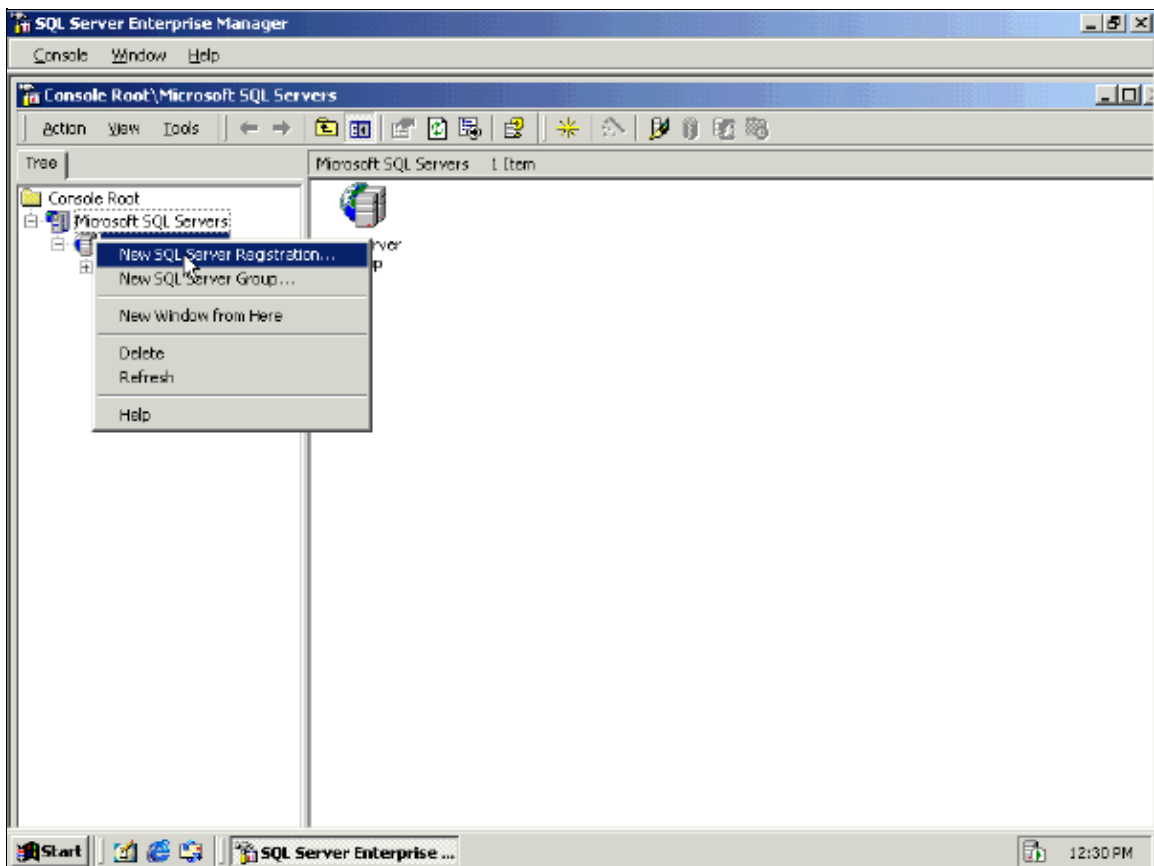 SQL Server Enterprise Manager
Console Window Help
Console Root\Microsoft SQL Servers
Action View Tools
Tree
Microsoft SQL Servers 1 Item
Console Root
Microsoft SQL Servers
New SQL Server Registration...
New SQL Server Group...
New Window from Here
Delete
Refresh
Help
Start
SQL Server Enterprise ...
12:30 PM